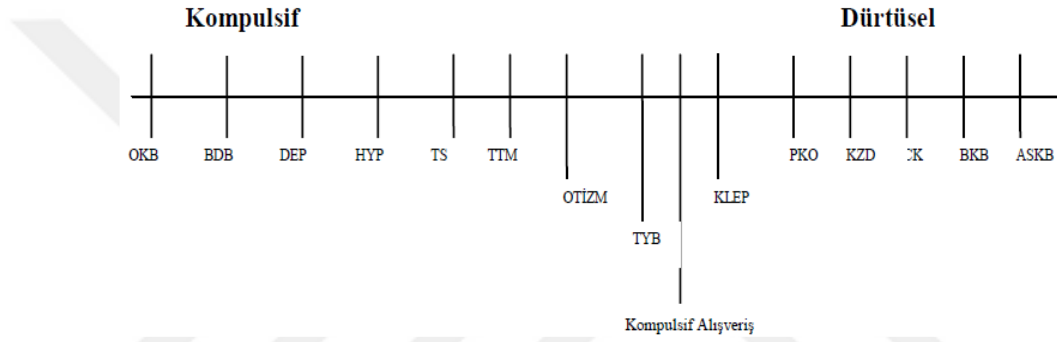 Kompulsif Dürtüsel
OKB BDB DEP HYP TS TTM PKO KZD BKB ASKB
OTİZM KLEP
TYB
Kompulsif Alışveriş